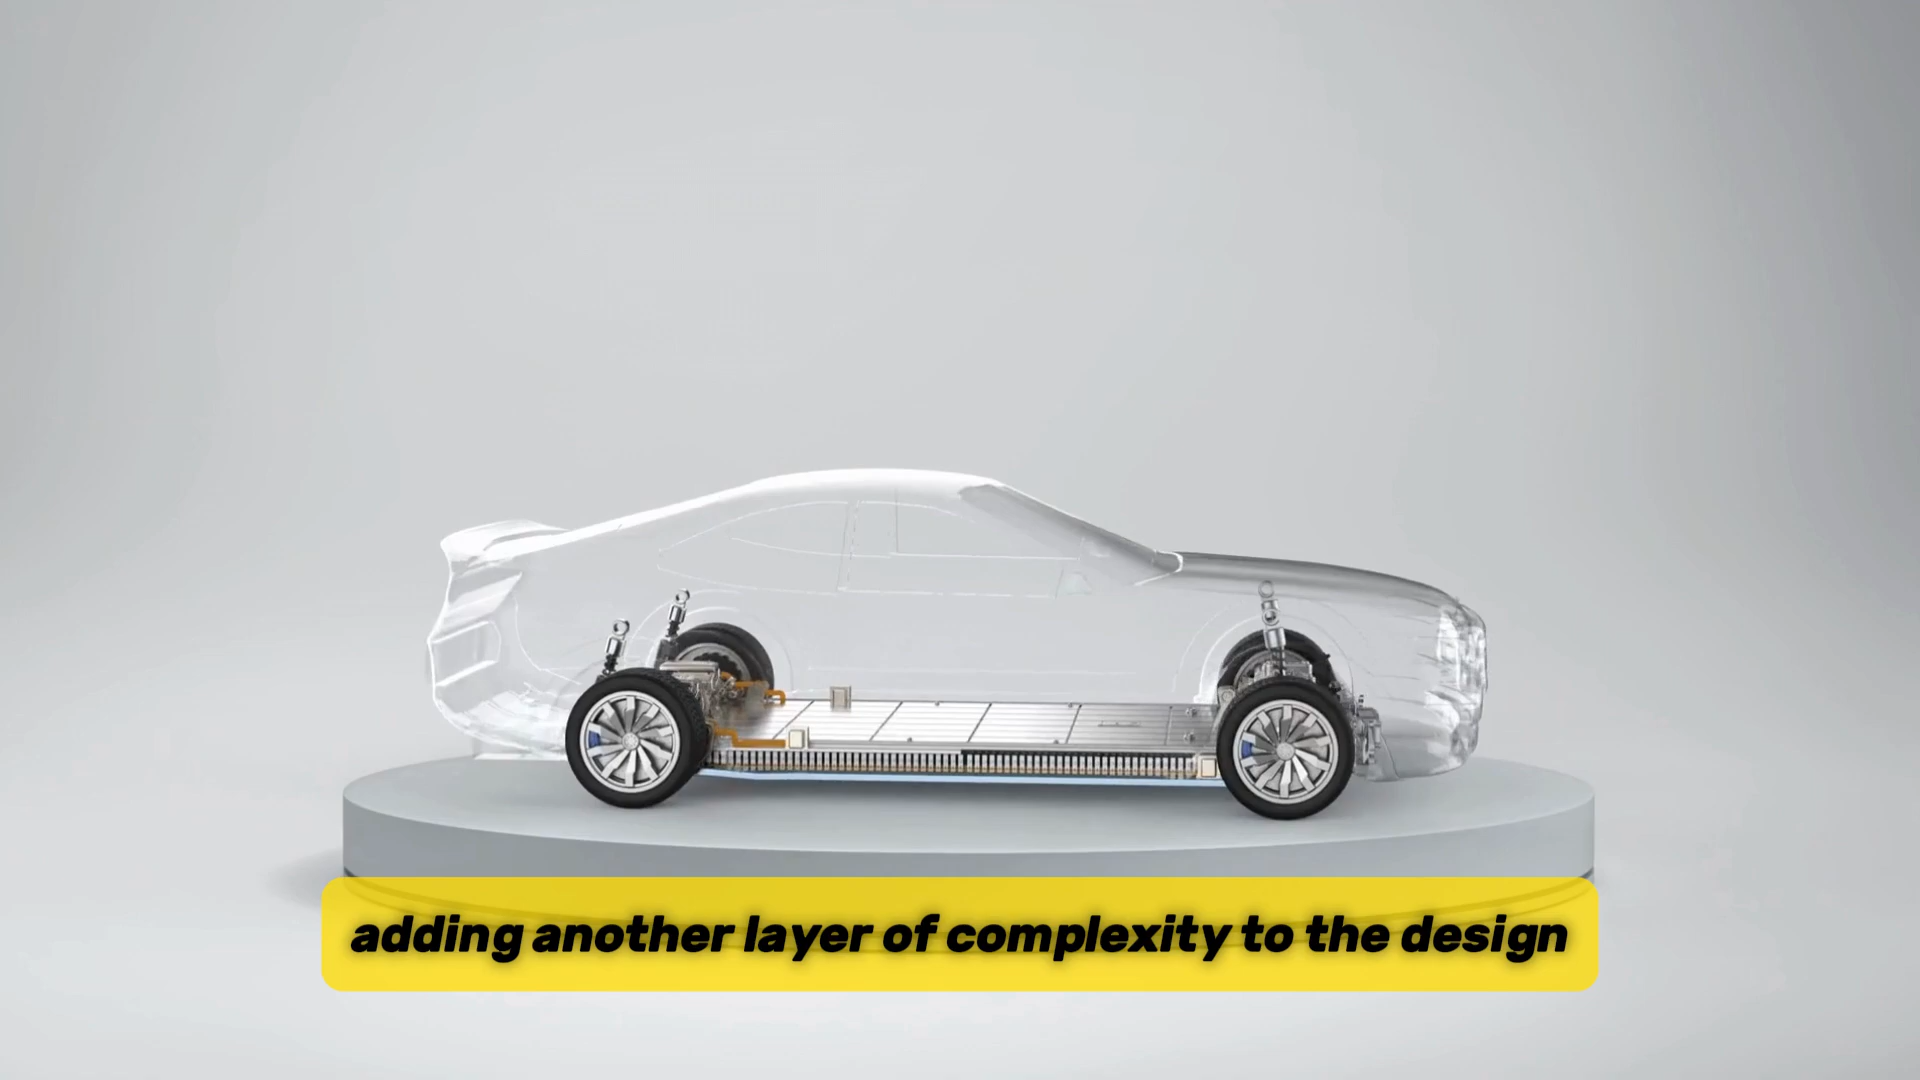 adding another layer of complexity to the design